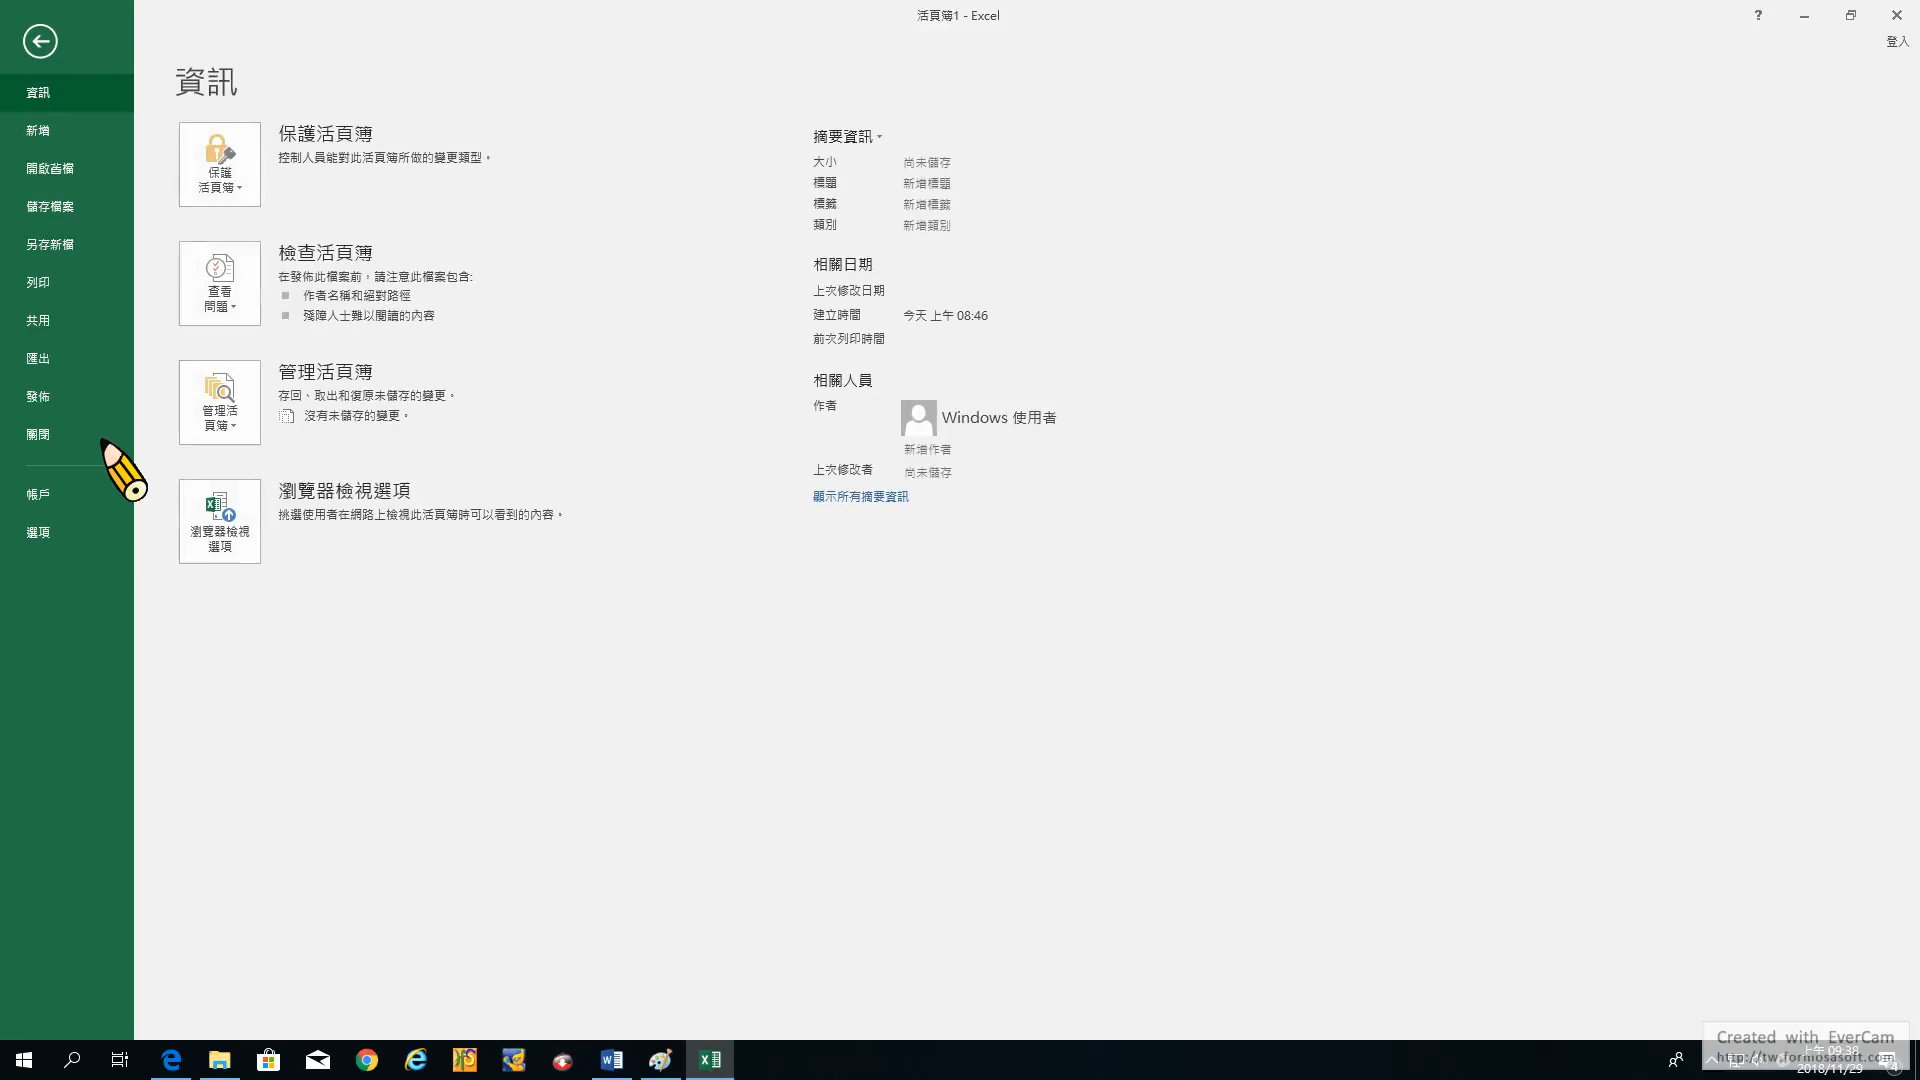 活頁簿1 - Excel
?
登入
資訊
新增
開啟舊檔
儲存檔案
另存新檔
列印
共用
匯出
發佈
關閉
帳戶
選項
資訊
保護
活頁簿
保護活頁簿
控制人員能對此活頁簿所做的變更類型。
查看
問題
檢查活頁簿
在發佈此檔案前，請注意此檔案包含:
作者名稱和絕對路徑
殘障人士難以閱讀的內容
管理活
頁簿
管理活頁簿
存回、取出和復原未儲存的變更。
沒有未儲存的變更。
瀏覽器檢視
選項
瀏覽器檢視選項
挑選使用者在網路上檢視此活頁簿時可以看到的內容。
摘要資訊
大小 尚未儲存
標題 新增標題
標籤 新增標籤
類別 新增類別
相關日期
上次修改日期
建立時間 今天 上午 08:46
前次列印時間
相關人員
作者
Windows 使用者
新增作者
上次修改者 尚未儲存
顯示所有摘要資訊
Created with EverCam
http://tw.formosasoft.com
上午 09:38
2018/11/29